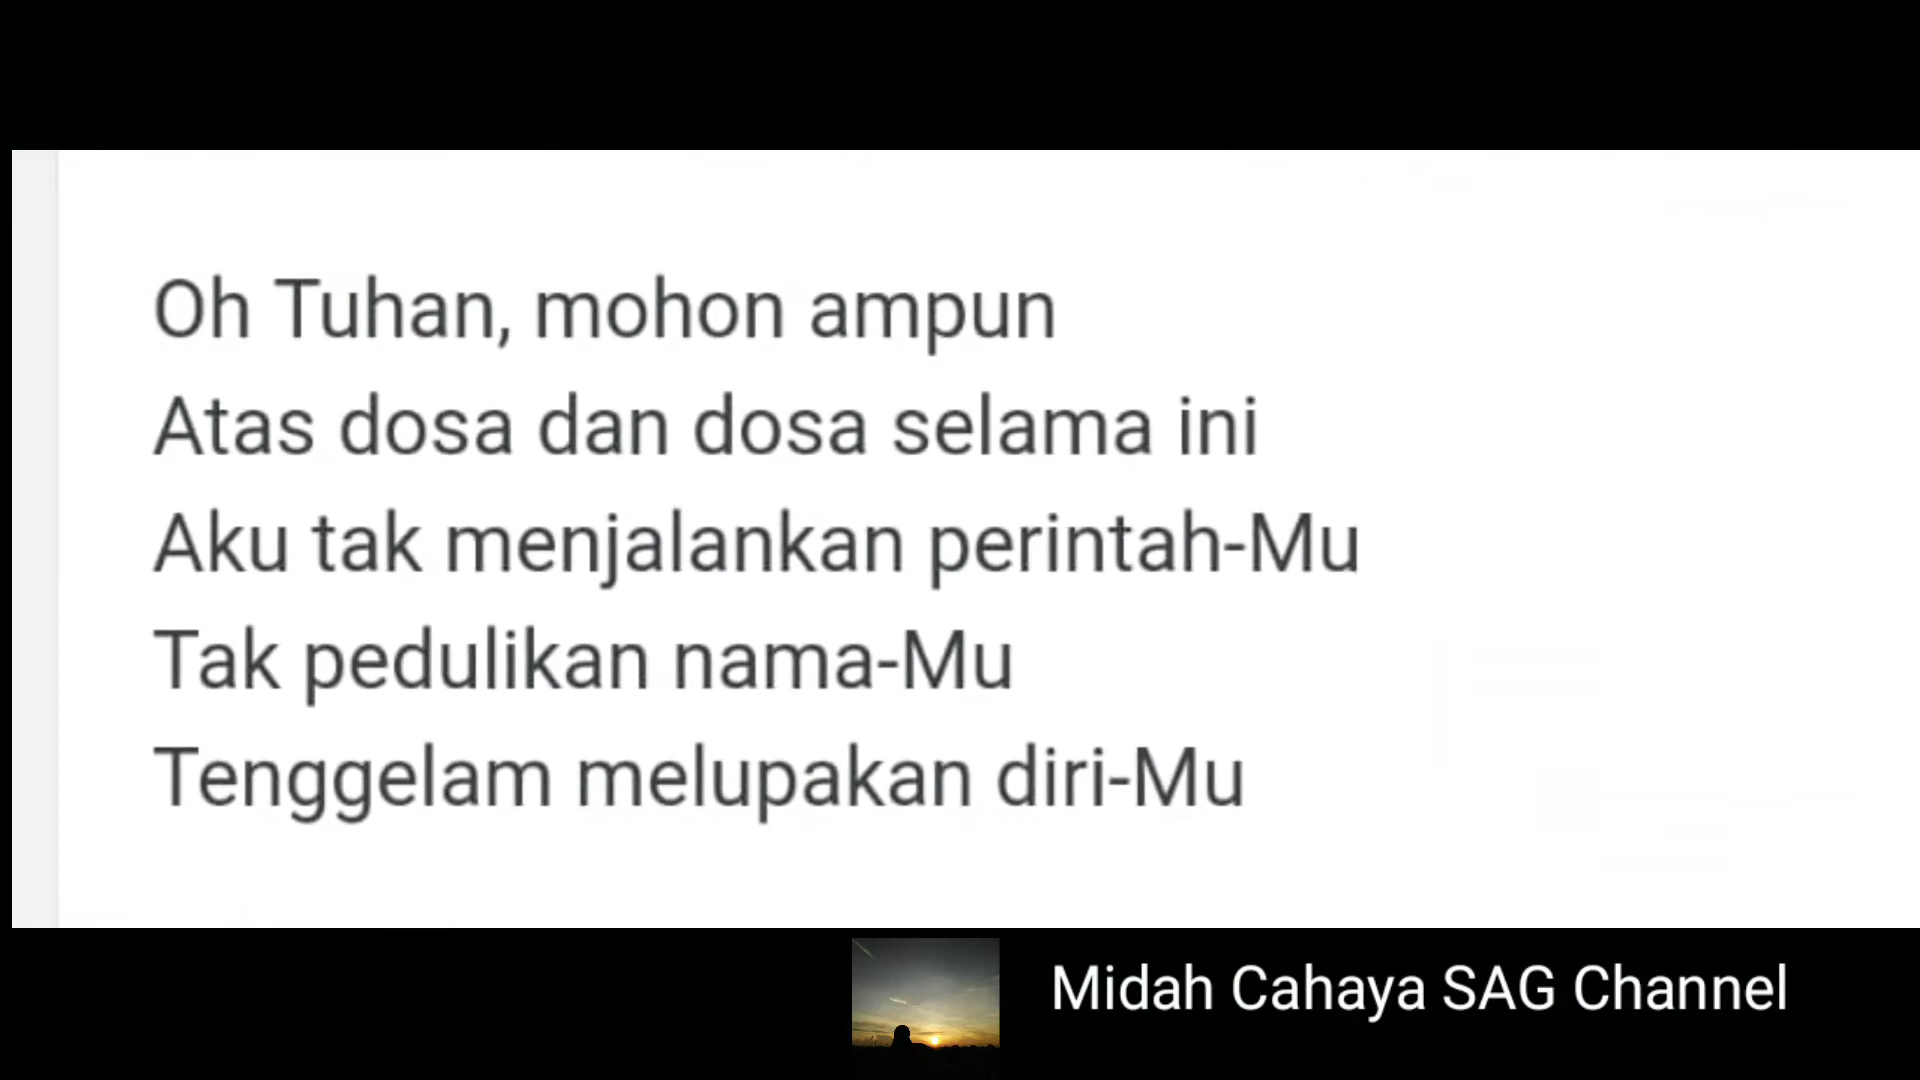 Oh Tuhan, mohon ampun
Atas dosa dan dosa selama ini
Aku tak menjalankan perintah-Mu
Tak pedulikan nama-Mu
Tenggelam melupakan diri-Mu
Midah Cahaya SAG Channel